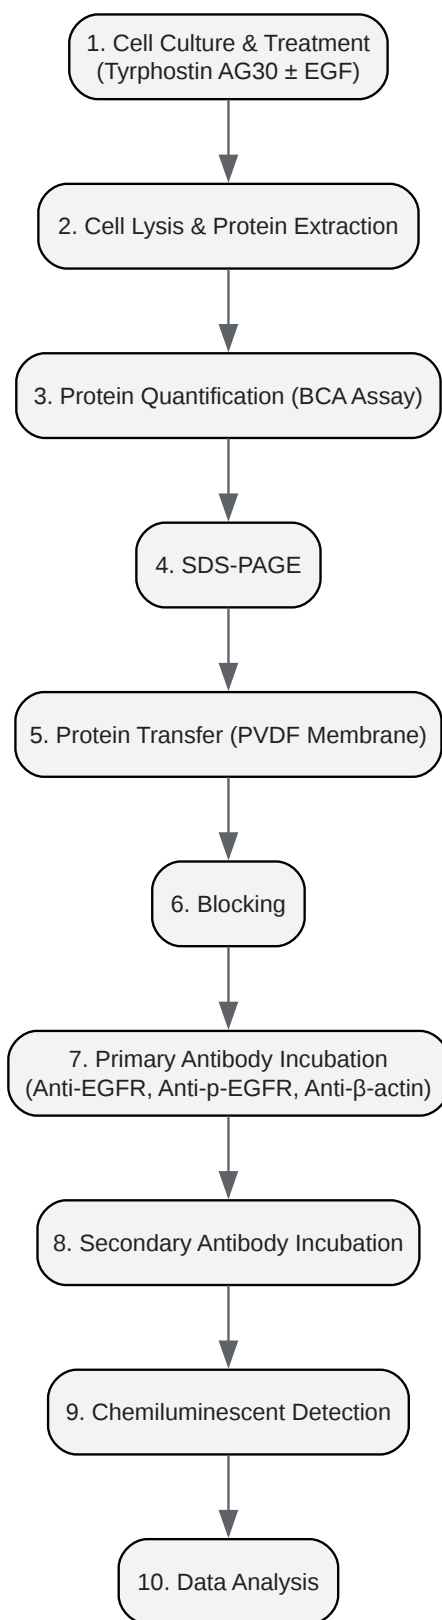 1. Cell Culture & Treatment
(Tyrphostin AG30 ± EGF)
2. Cell Lysis & Protein Extraction
3. Protein Quantification (BCA Assay)
4. SDS-PAGE
5. Protein Transfer (PVDF Membrane)
6. Blocking
7. Primary Antibody Incubation
(Anti-EGFR, Anti-p-EGFR, Anti-β-actin)
8. Secondary Antibody Incubation
9. Chemiluminescent Detection
10. Data Analysis